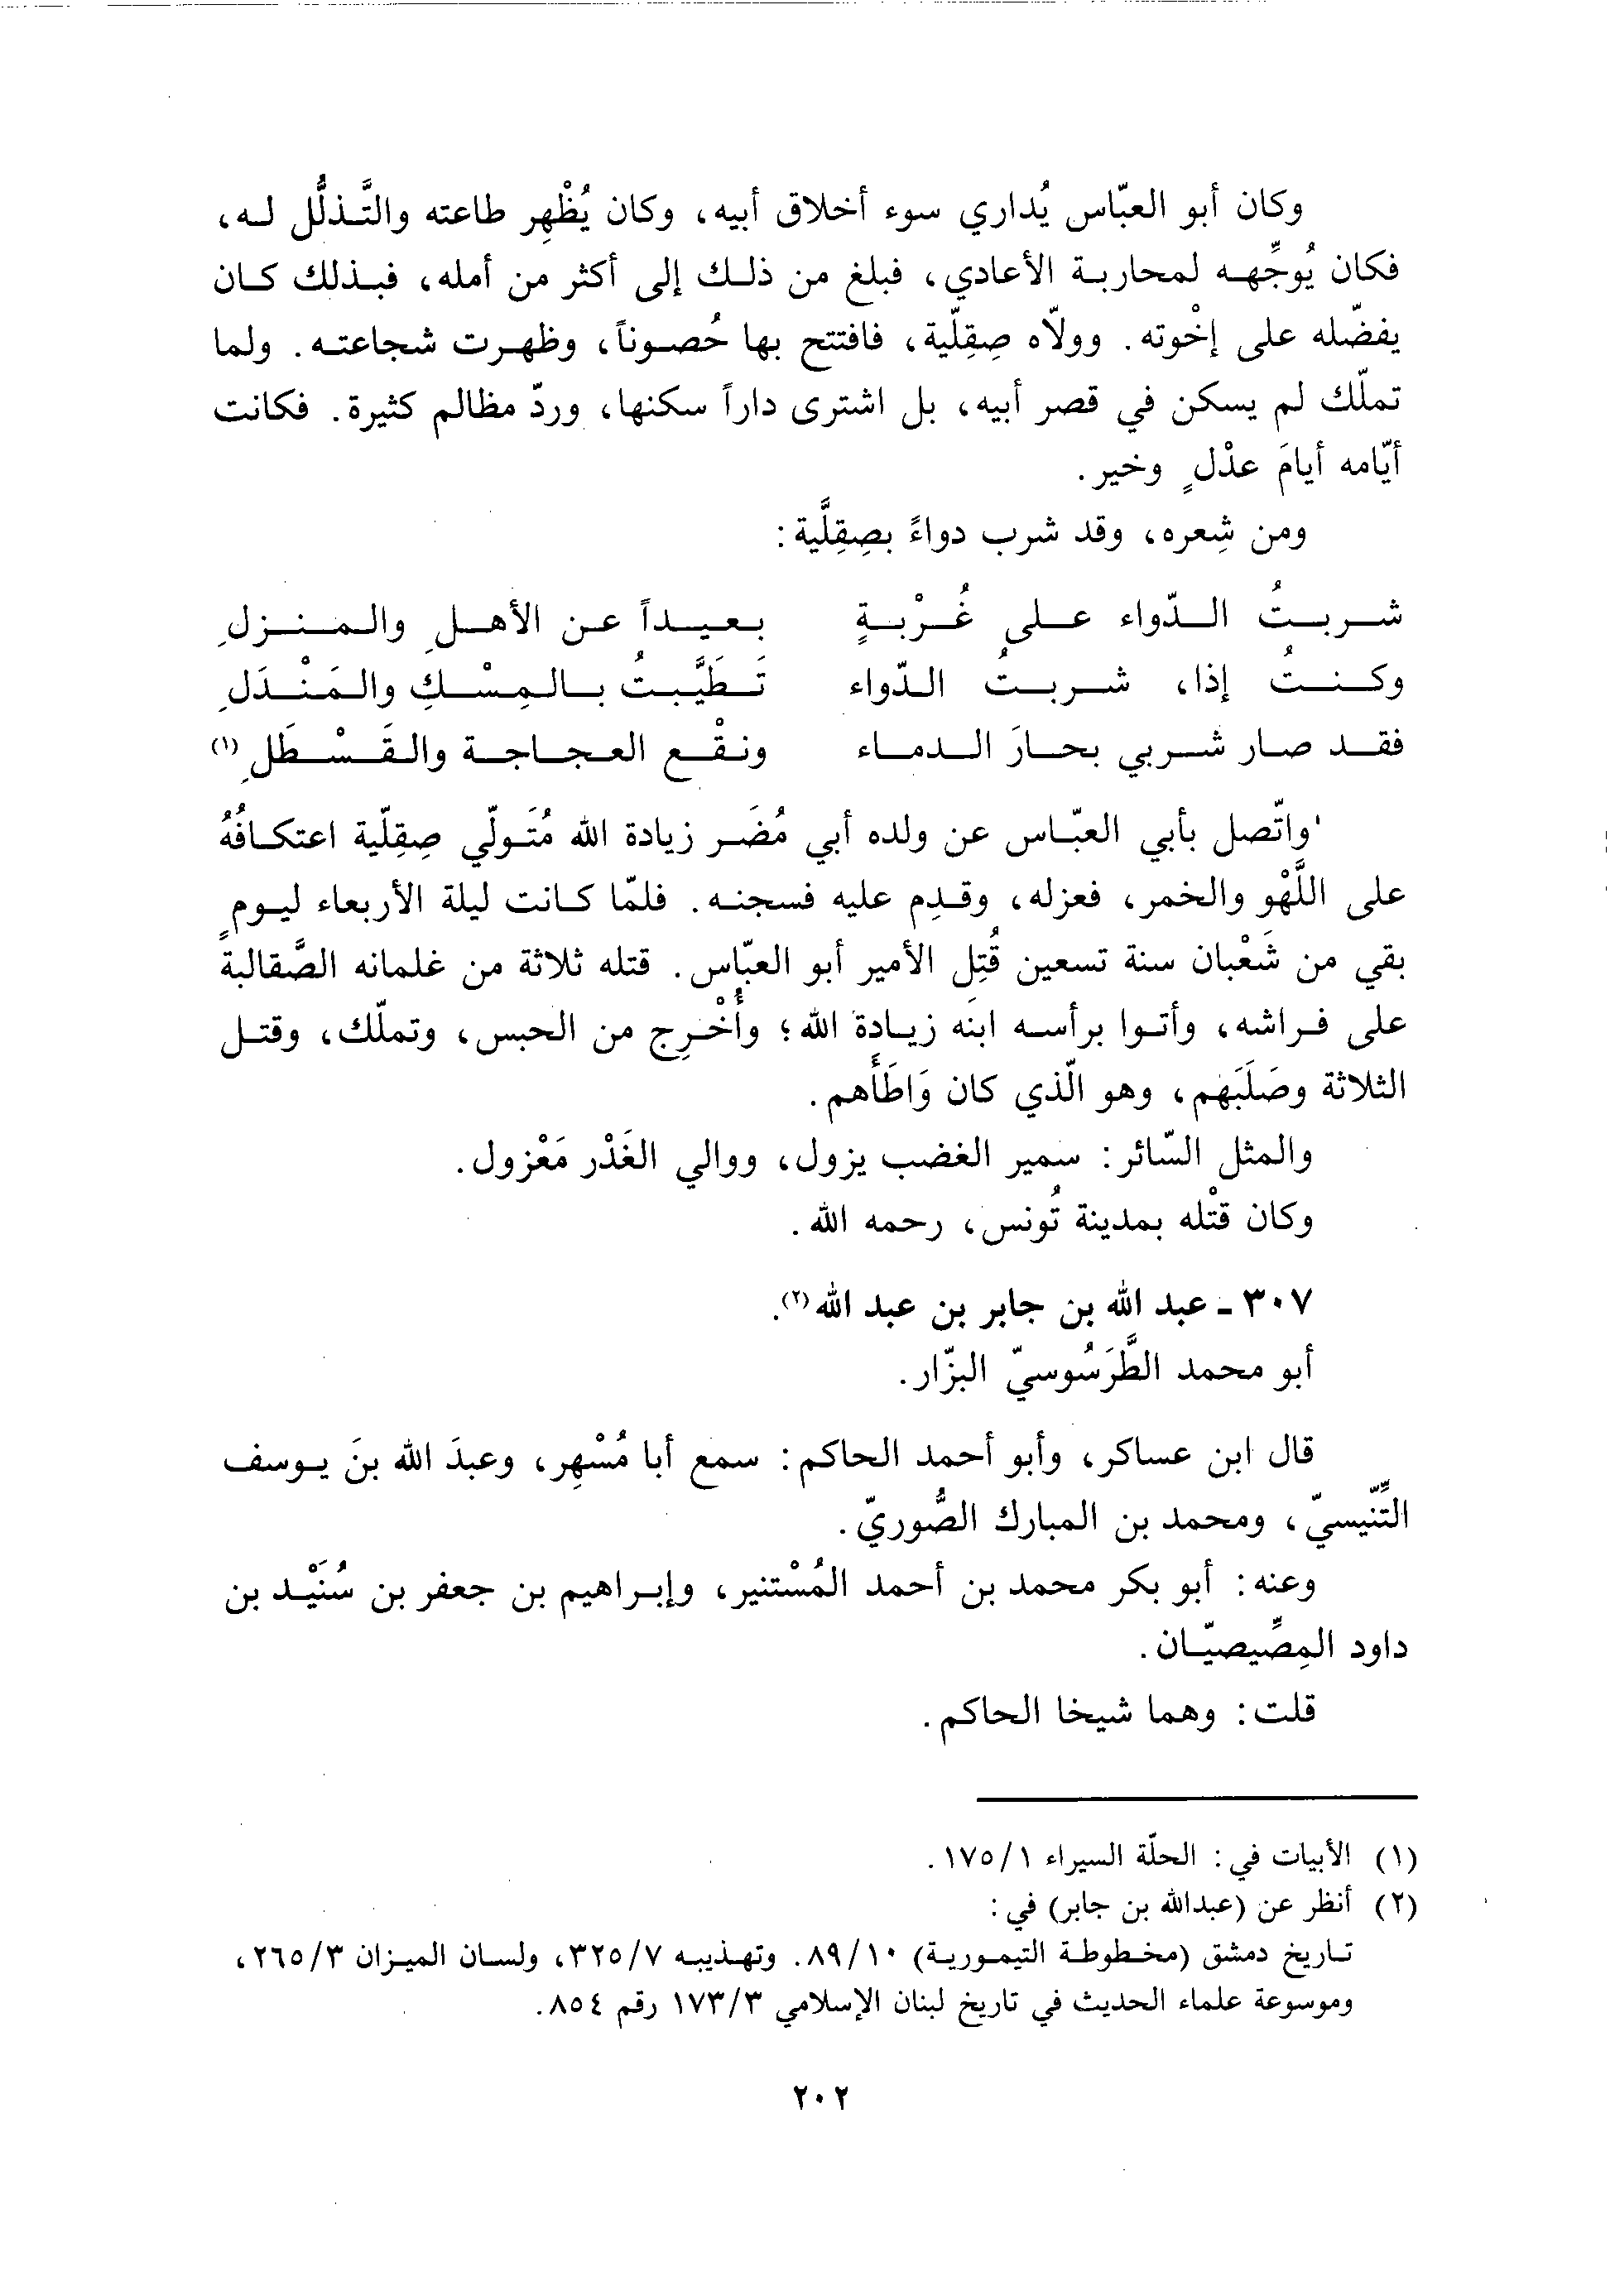 وكان أبو العبّاس يُداري سوء أخلاق أبيه، وكان يُظْهِر طاعته والتَّذلُّل له،
فكان يُوجِّهه لمحاربة الأعادي، فبلغ من ذلك إلى أكثر من أمله، فبذلك كان
يفضّله على إخْوته. وولاّه صِقِلّية، فافتتح بها حُصوناً، وظهرت شجاعته. ولما
تملّك لم يسكن في قصر أبيه، بل اشترى داراً سكنها، وردّ مظالم كثيرة. فكانت
أيّامه أيامَ عدْلٍ وخير.
ومن شِعره، وقد شرب دواءً بصِقِلَّية:
شربتُ الدّواء على غُرْبةٍ بعيداً عن الأهلِ والمنزلِ
وكنتُ إذا، شربتُ الدّواء تَطَيَّبتُ بالمِسْكِ والمَنْدَلِ
فقد صار شربي بحارَ الدماء ونقْع العجاجة والقَسْطَلِ (١)
واتّصل بأبي العبّاس عن ولده أبي مُضَر زيادة الله مُتَولّي صِقِلّية اعتكافُهُ
على اللَّهْو والخمر، فعزله، وقدِم عليه فسجنه. فلمّا كانت ليلة الأربعاء ليومٍ
بقي من شَعْبان سنة تسعين قُتِل الأمير أبو العبّاس. قتله ثلاثة من غلمانه الصَّقالبة
على فراشه، وأتوا برأسه ابنَه زيادة الله؛ وأُخْرِج من الحبس، وتملّك، وقتل
الثلاثة وصَلَبَهم، وهو الّذي كان وَاطَأَهم.
والمثل السّائر: سمير الغضب يزول، ووالي الغَدْر مَعْزول.
وكان قتْله بمدينة تُونس، رحمه الله.
٣٠٧ ـ عبد الله بن جابر بن عبد الله (٢).
أبو محمد الطَّرَسُوسيّ البزّار.
قال ابن عساكر، وأبو أحمد الحاكم: سمع أبا مُسْهِر، وعبدَ الله بنَ يوسف
التِّنّيسيّ، ومحمد بن المبارك الصُّوريّ.
وعنه: أبو بكر محمد بن أحمد المُسْتنير، وإبراهيم بن جعفر بن سُنَيْد بن
داود المِصِّيصيّان.
قلت: وهما شيخا الحاكم.
(١) الأبيات في: الحلّة السيراء ١/١٧٥.
(٢) أنظر عن (عبدالله بن جابر) في:
تاريخ دمشق (مخطوطة التيمورية) ١٠/٨٩. وتهذيبه ٧/٣٢٥، ولسان الميزان ٣/٢٦٥،
وموسوعة علماء الحديث في تاريخ لبنان الإسلامي ٣/١٧٣ رقم ٨٥٤.
٢٠٢